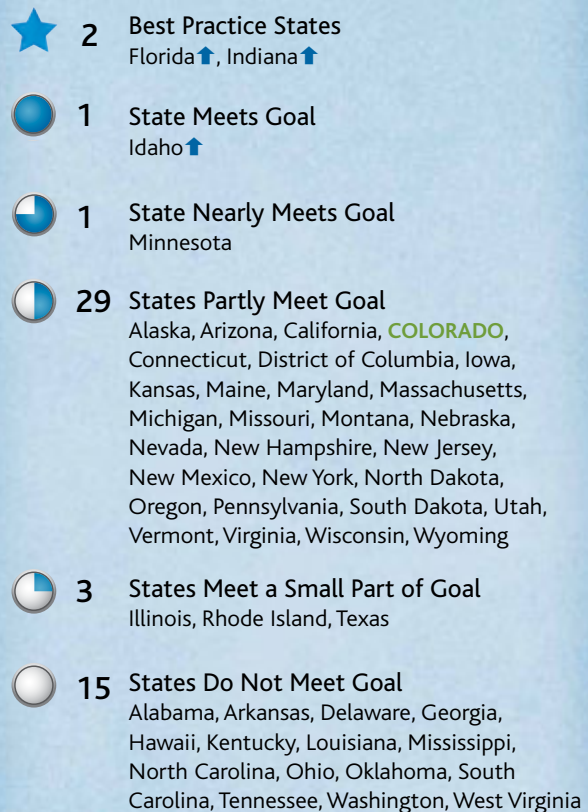 2 Best Practice States
Florida⬆, Indiana⬆
1 State Meets Goal
Idaho⬆
1 State Nearly Meets Goal
Minnesota
29 States Partly Meet Goal
Alaska, Arizona, California, COLORADO,
Connecticut, District of Columbia, Iowa,
Kansas, Maine, Maryland, Massachusetts,
Michigan, Missouri, Montana, Nebraska,
Nevada, New Hampshire, New Jersey,
New Mexico, New York, North Dakota,
Oregon, Pennsylvania, South Dakota, Utah,
Vermont, Virginia, Wisconsin, Wyoming
3 States Meet a Small Part of Goal
Illinois, Rhode Island, Texas
15 States Do Not Meet Goal
Alabama, Arkansas, Delaware, Georgia,
Hawaii, Kentucky, Louisiana, Mississippi,
North Carolina, Ohio, Oklahoma, South
Carolina, Tennessee, Washington, West Virginia